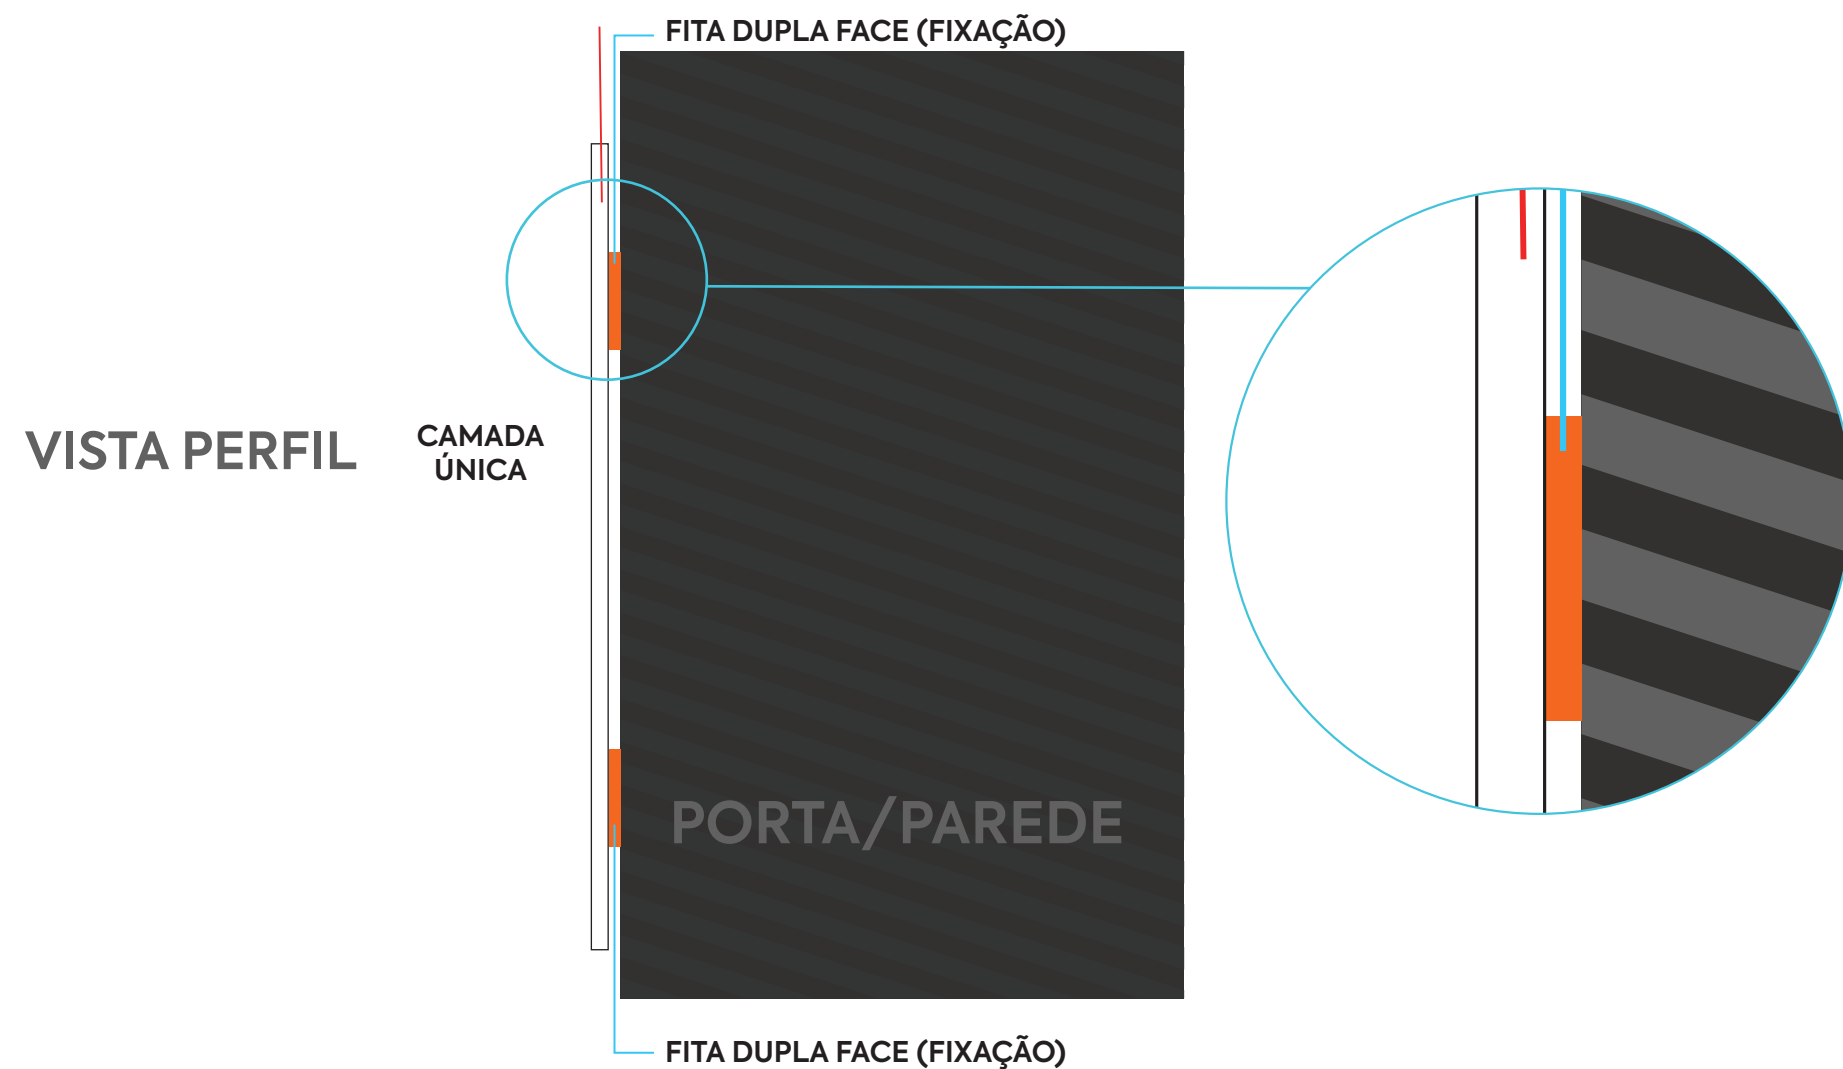 FITA DUPLA FACE (FIXAÇÃO)
VISTA PERFIL
CAMADA
ÚNICA
PORTA/PAREDE
FITA DUPLA FACE (FIXAÇÃO)